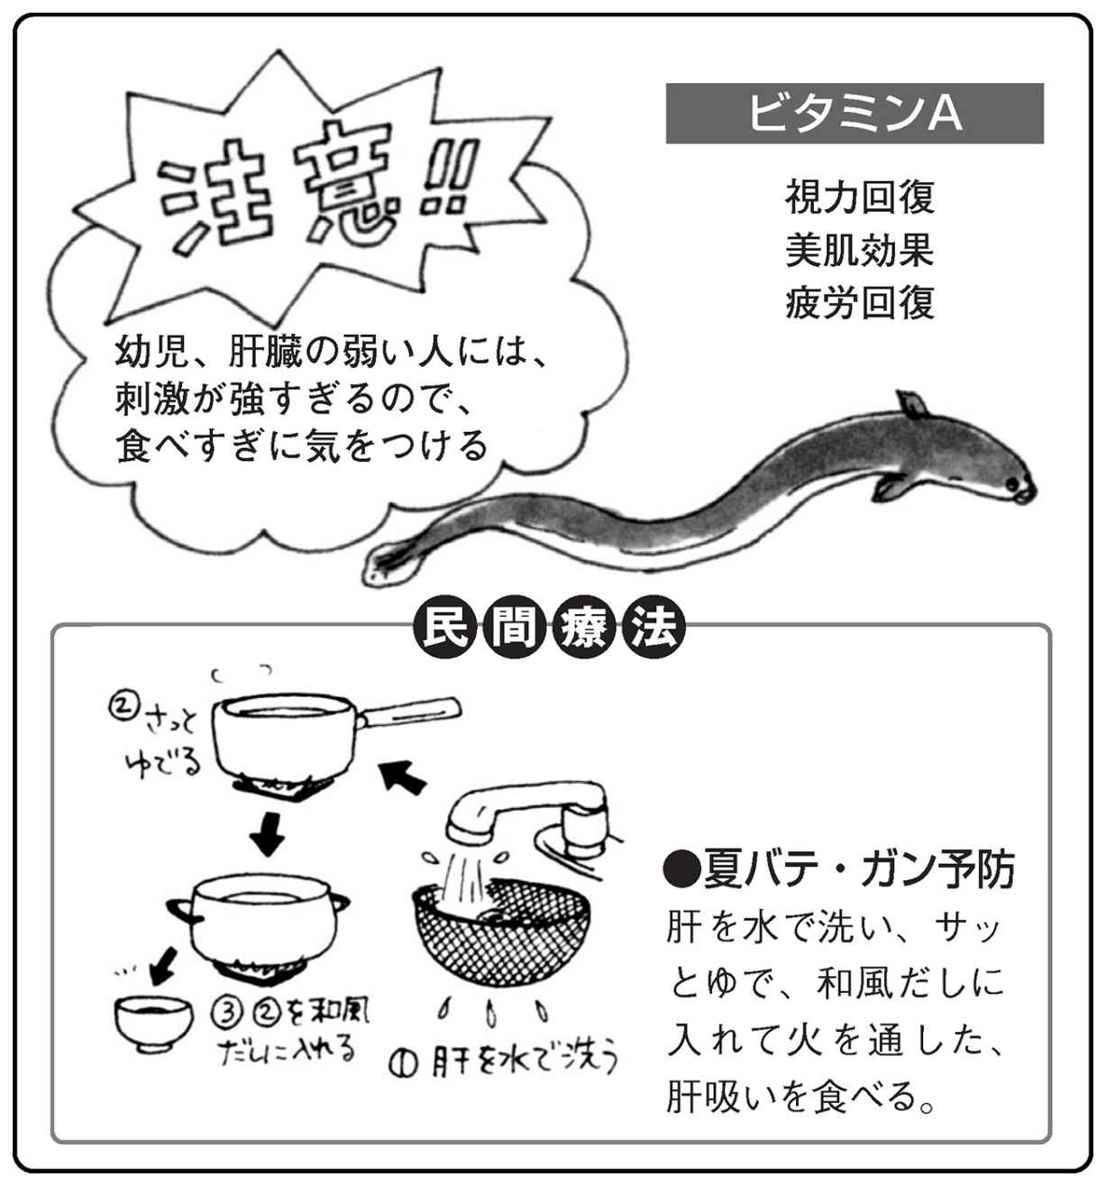 注意!!
幼児、肝臓の弱い人には、
刺激が強すぎるので、
食べすぎに気をつける
ビタミンA
視力回復
美肌効果
疲労回復
民間療法
②さっと
ゆでる
③②を和風
だしに入れる
①肝を水で洗う
●夏バテ・ガン予防
肝を水で洗い、サッ
とゆで、和風だしに
入れて火を通した、
肝吸いを食べる。